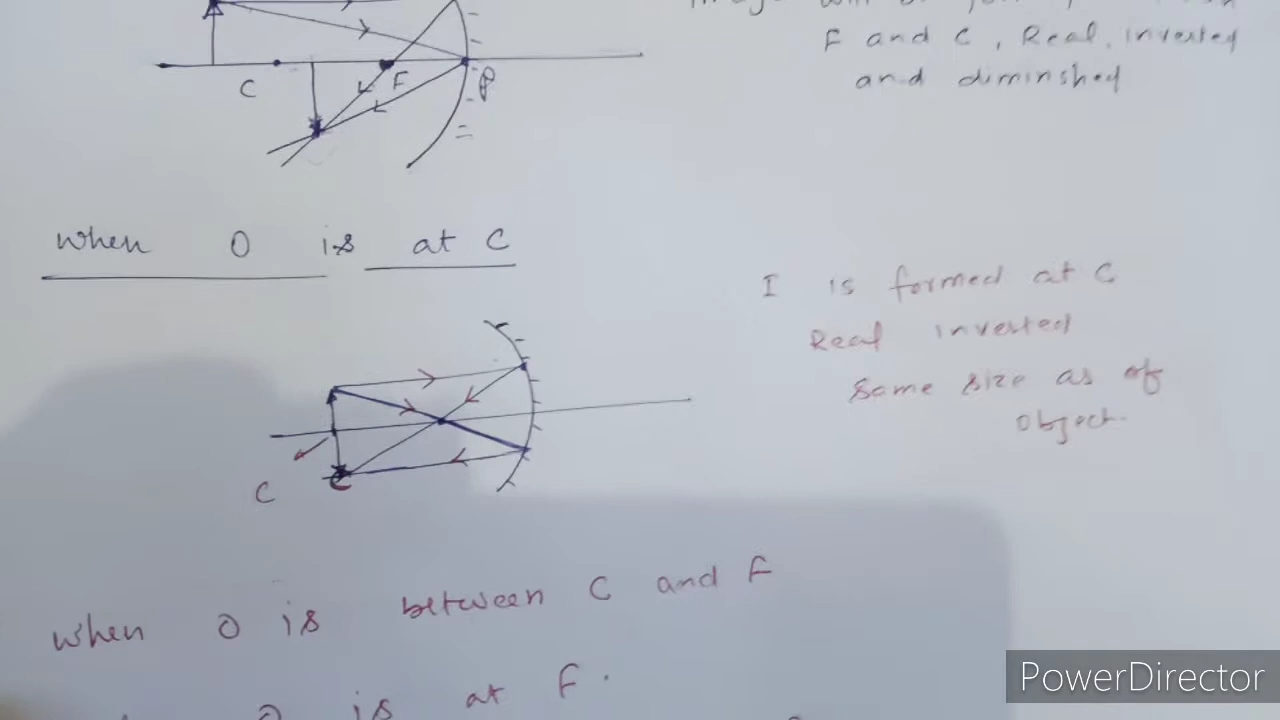 F and C, Real, inverted
and diminshed
C
F
P
When O is at C
I is formed at C
Real inverted
Same size as of
object.
C
C
when O is between C and F
O is at F.
PowerDirector